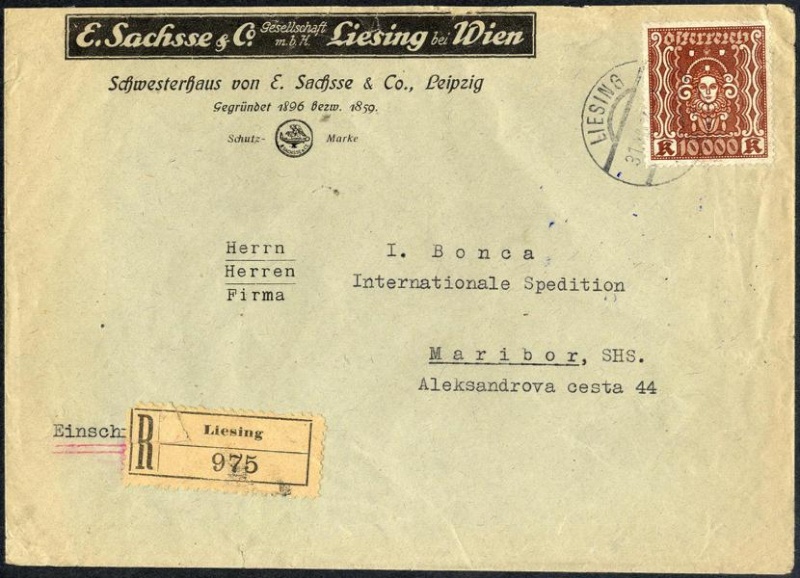 E. Sachsse & Co. Gesellschaft m.b.H. Liesing bei Wien
Schwesterhaus von E. Sachsse & Co., Leipzig
Gegründet 1896 bezw. 1859.
Schutz- Marke
österreich
K 10000 K
LIESING
31.
Herrn
Herren
Firma
I. Bonca
Internationale Spedition
Maribor, SHS.
Aleksandrova cesta 44
Einsch
R Liesing
975